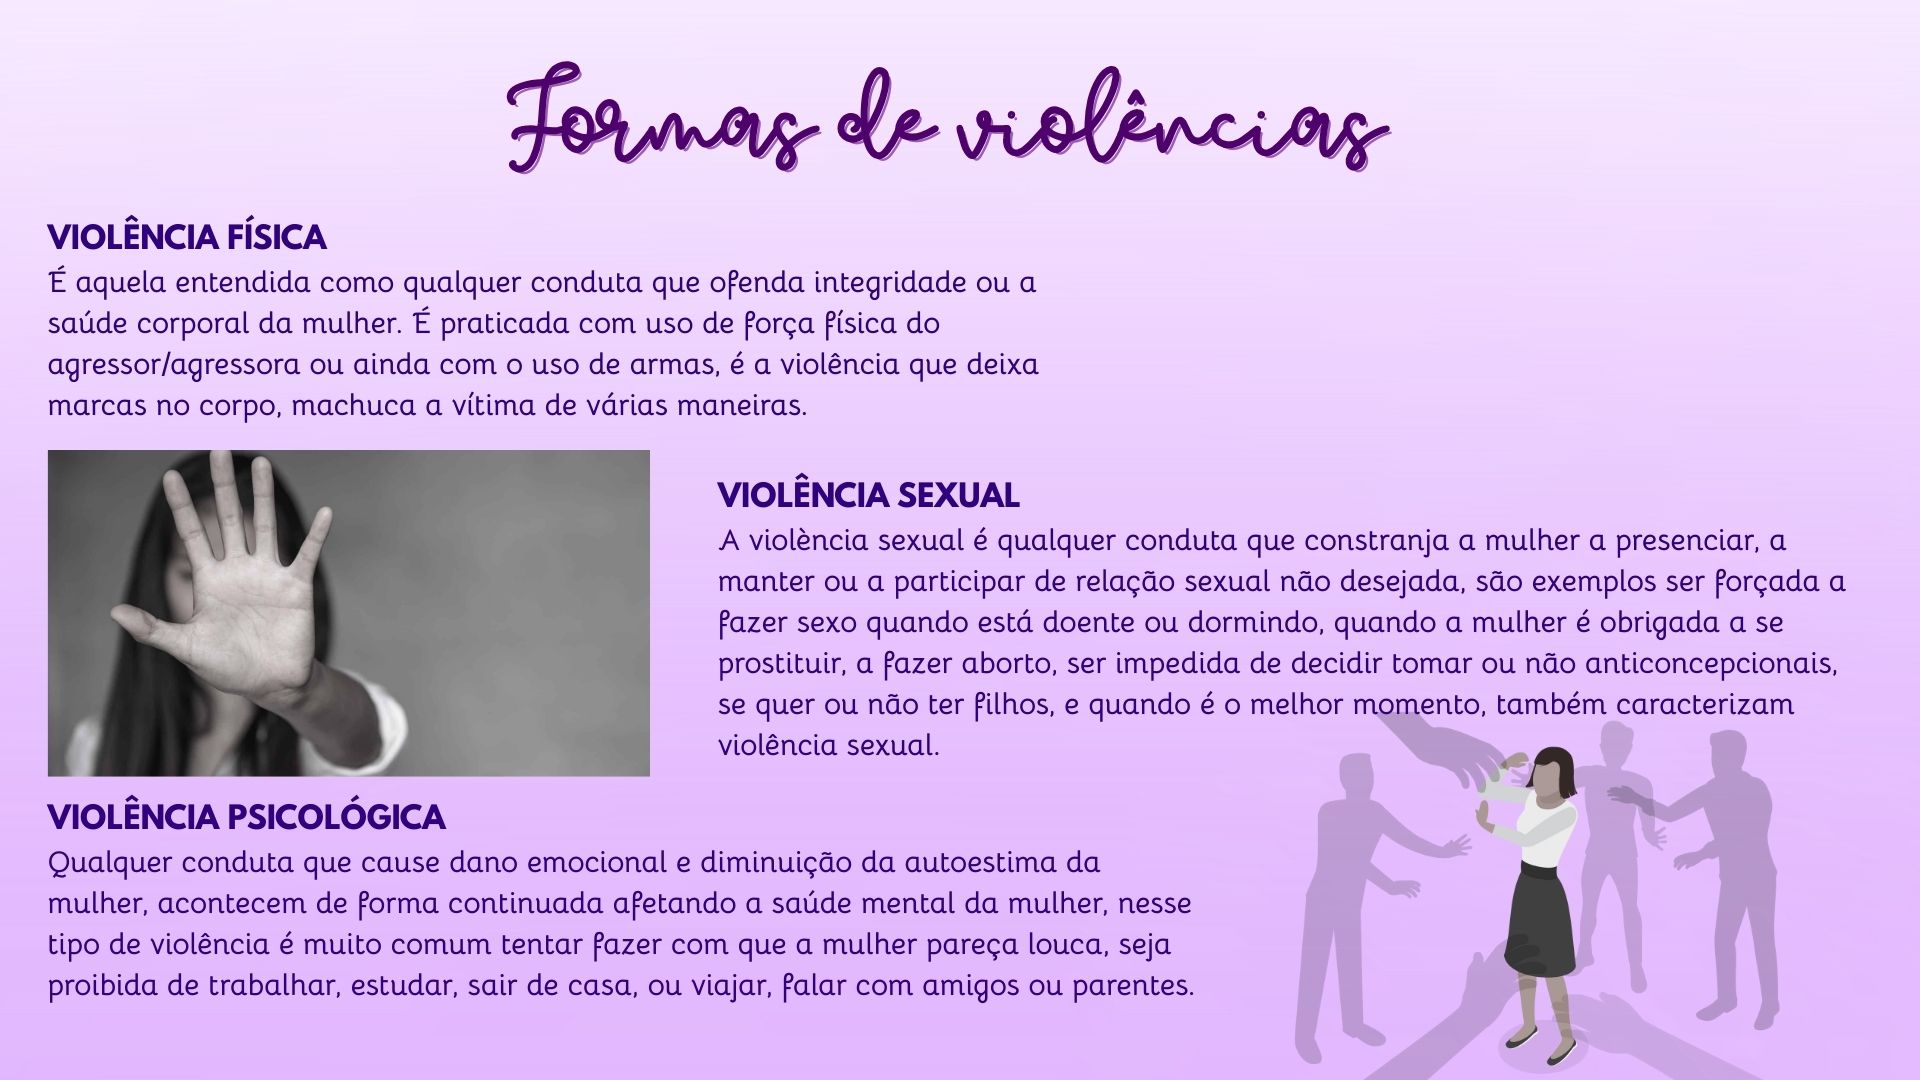 Formas de violências
VIOLÊNCIA FÍSICA
É aquela entendida como qualquer conduta que ofenda integridade ou a
saúde corporal da mulher. É praticada com uso de força física do
agressor/agressora ou ainda com o uso de armas, é a violência que deixa
marcas no corpo, machuca a vítima de várias maneiras.
VIOLÊNCIA SEXUAL
A violència sexual é qualquer conduta que constranja a mulher a presenciar, a
manter ou a participar de relação sexual não desejada, são exemplos ser forçada a
fazer sexo quando está doente ou dormindo, quando a mulher é obrigada a se
prostituir, a fazer aborto, ser impedida de decidir tomar ou não anticoncepcionais,
se quer ou não ter filhos, e quando é o melhor momento, também caracterizam
violência sexual.
VIOLÊNCIA PSICOLÓGICA
Qualquer conduta que cause dano emocional e diminuição da autoestima da
mulher, acontecem de forma continuada afetando a saúde mental da mulher, nesse
tipo de violência é muito comum tentar fazer com que a mulher pareça louca, seja
proibida de trabalhar, estudar, sair de casa, ou viajar, falar com amigos ou parentes.